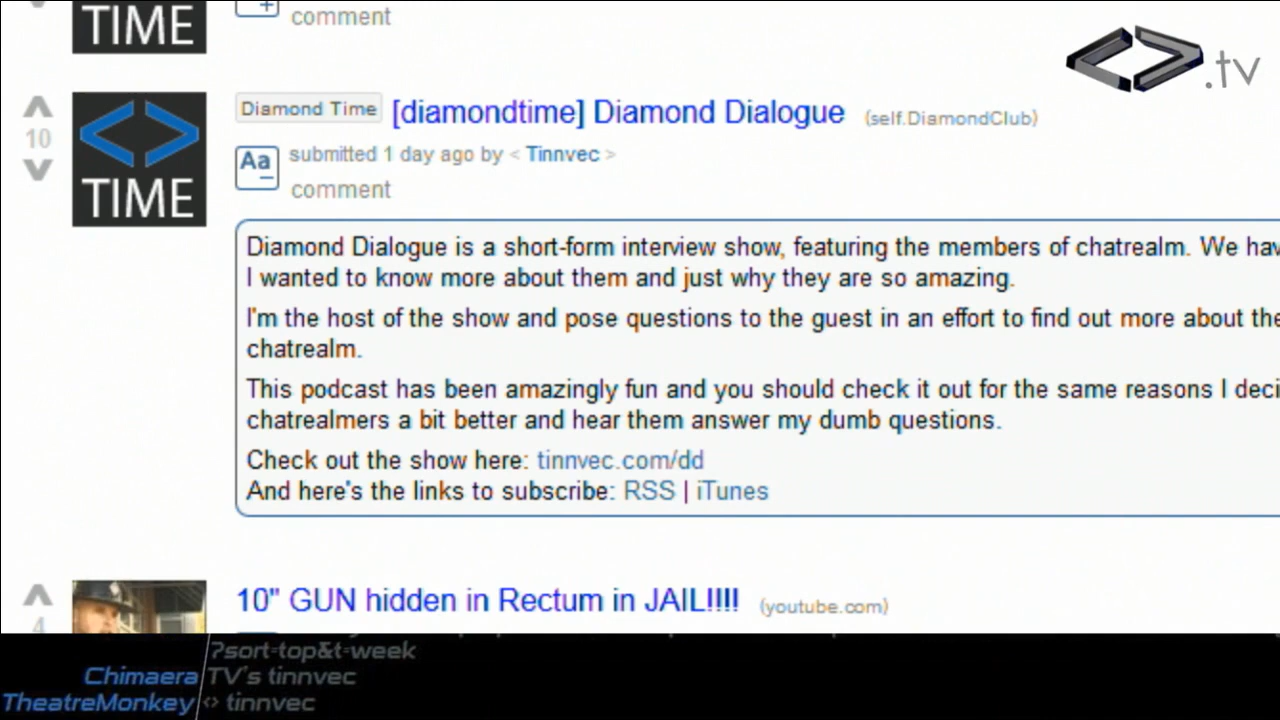 TIME
comment
.tv
10
TIME
Diamond Time [diamondtime] Diamond Dialogue (self.DiamondClub)
Aa submitted 1 day ago by < Tinnvec >
comment
Diamond Dialogue is a short-form interview show, featuring the members of chatrealm. We hav
I wanted to know more about them and just why they are so amazing.
I'm the host of the show and pose questions to the guest in an effort to find out more about the
chatrealm.
This podcast has been amazingly fun and you should check it out for the same reasons I deci
chatrealmers a bit better and hear them answer my dumb questions.
Check out the show here: tinnvec.com/dd
And here's the links to subscribe: RSS | iTunes
4
10" GUN hidden in Rectum in JAIL!!!! (youtube.com)
?sort=top&t=week
Chimaera TV's tinnvec
TheatreMonkey <> tinnvec